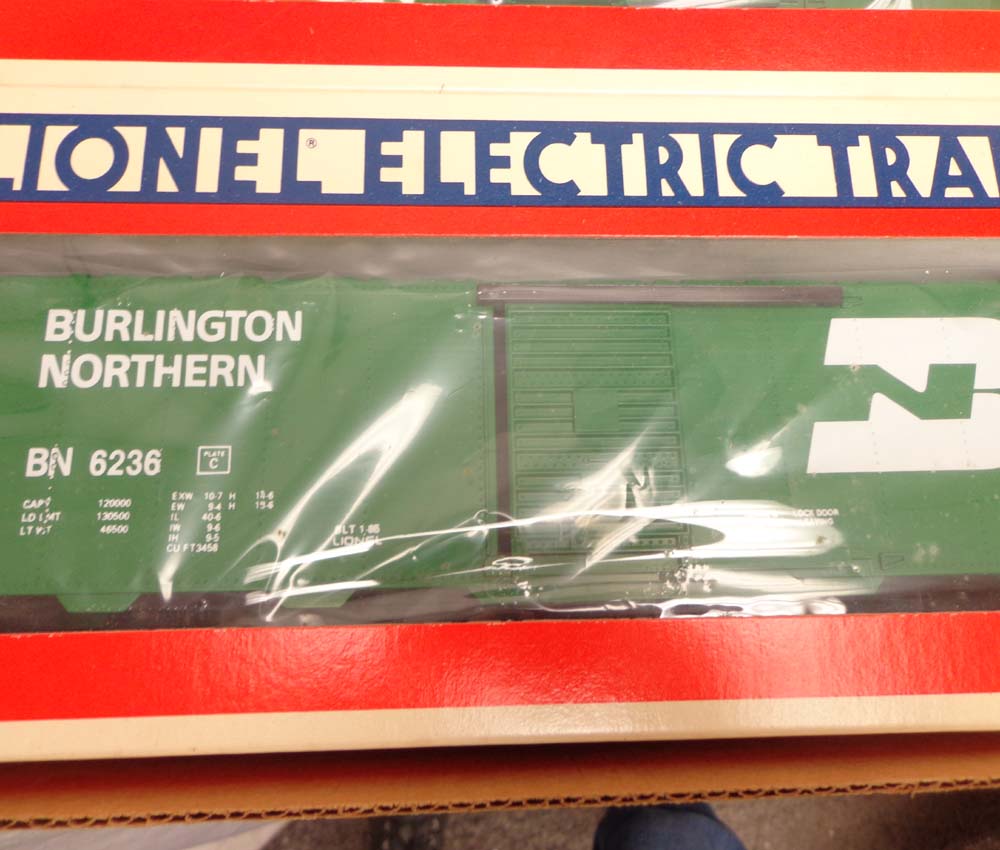 LIONEL® ELECTRIC TRA
BURLINGTON
NORTHERN
BN 6236
PLATE
C
CAPY 120000
LD LMT 130500
LT WT 46500
EXW 10-7 H 14-6
EW 9-4 H 15-6
IL 40-6
IW 9-6
IH 9-5
CU FT 3456
BLT 1-86
LIONEL
DOOR
BN